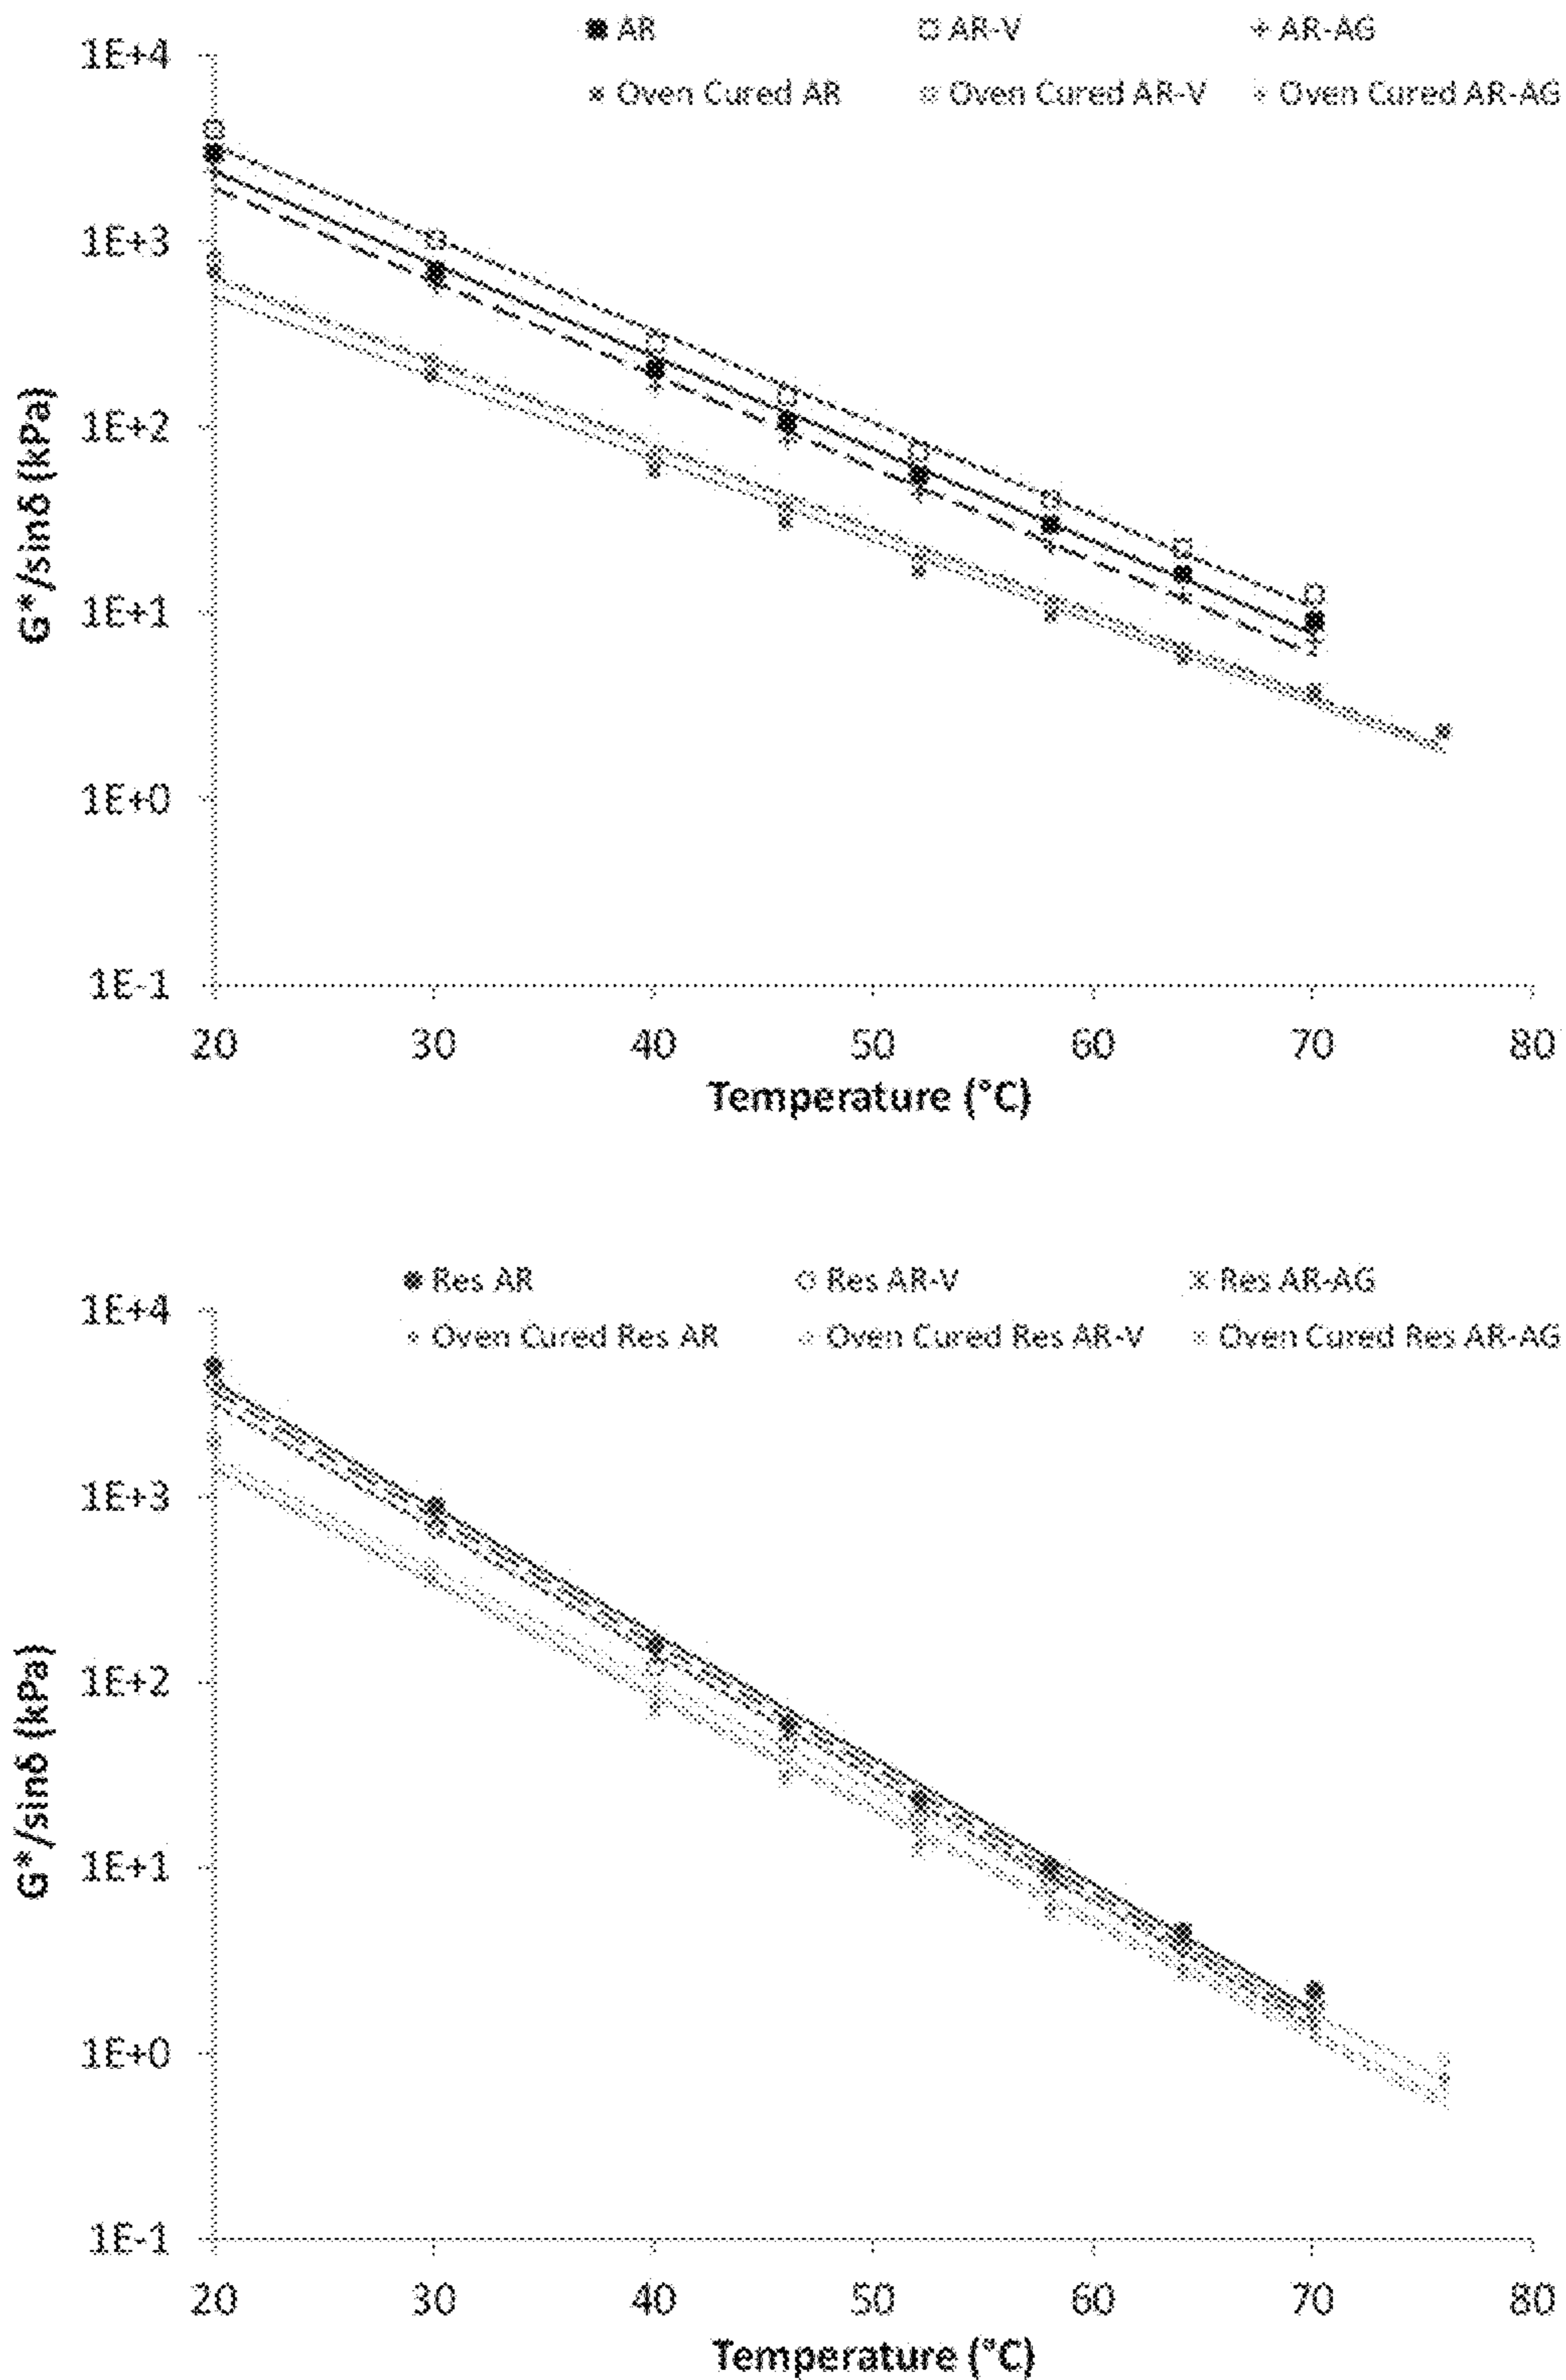 AR AR-V AR-AG
Oven Cured AR Oven Cured AR-V Oven Cured AR-AG
1E+4
1E+3
1E+2
1E+1
1E+0
1E-1
G*/sinδ (kPa)
20 30 40 50 60 70 80
Temperature (°C)
Res AR Res AR-V Res AR-AG
Oven Cured Res AR Oven Cured Res AR-V Oven Cured Res AR-AG
1E+4
1E+3
1E+2
1E+1
1E+0
1E-1
G*/sinδ (kPa)
20 30 40 50 60 70 80
Temperature (°C)